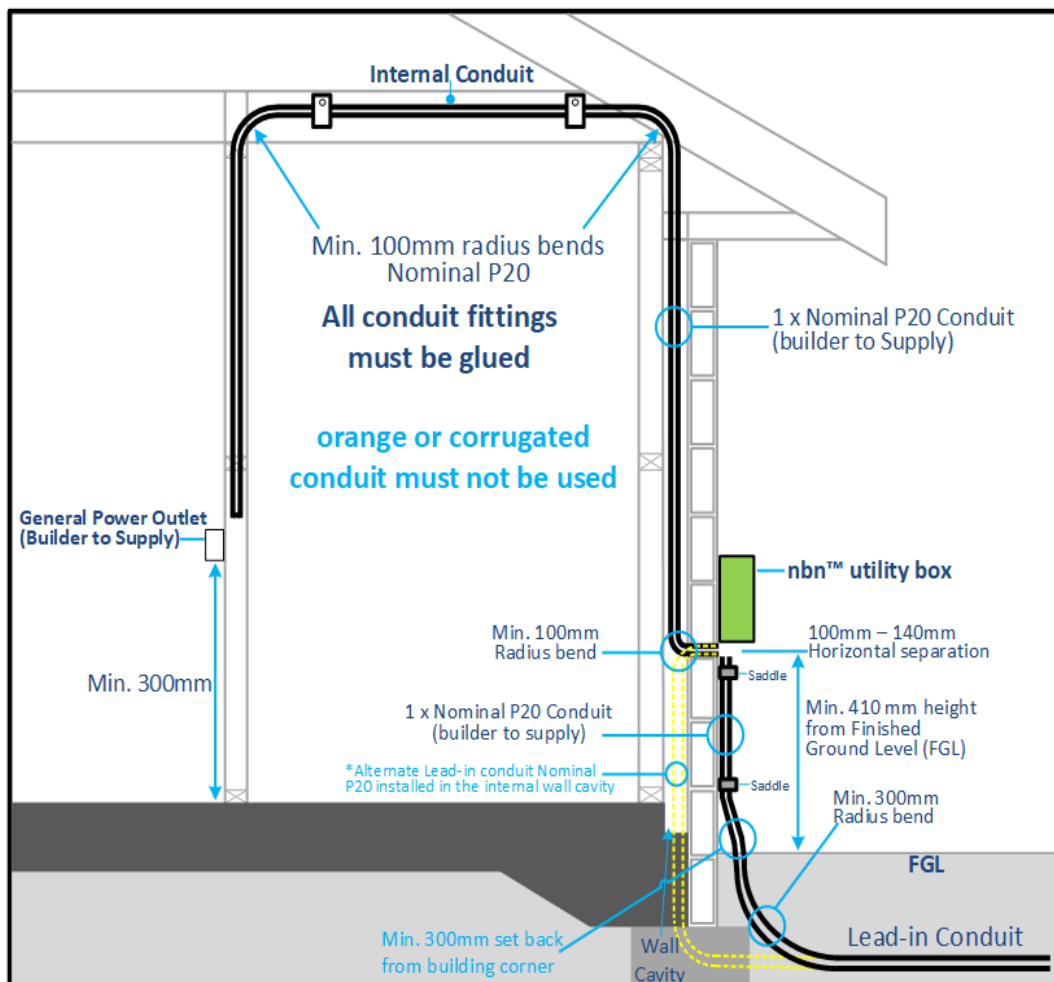 Internal Conduit
Min. 100mm radius bends
Nominal P20
All conduit fittings
must be glued
1 x Nominal P20 Conduit
(builder to Supply)
orange or corrugated
conduit must not be used
General Power Outlet
(Builder to Supply)
nbn™ utility box
Min. 100mm
Radius bend
100mm – 140mm
Horizontal separation
Saddle
Min. 300mm
1 x Nominal P20 Conduit
(builder to supply)
Min. 410 mm height
from Finished
Ground Level (FGL)
*Alternate Lead-in conduit Nominal
P20 installed in the internal wall cavity
Saddle
Min. 300mm
Radius bend
FGL
Min. 300mm set back
from building corner
Wall
Cavity
Lead-in Conduit